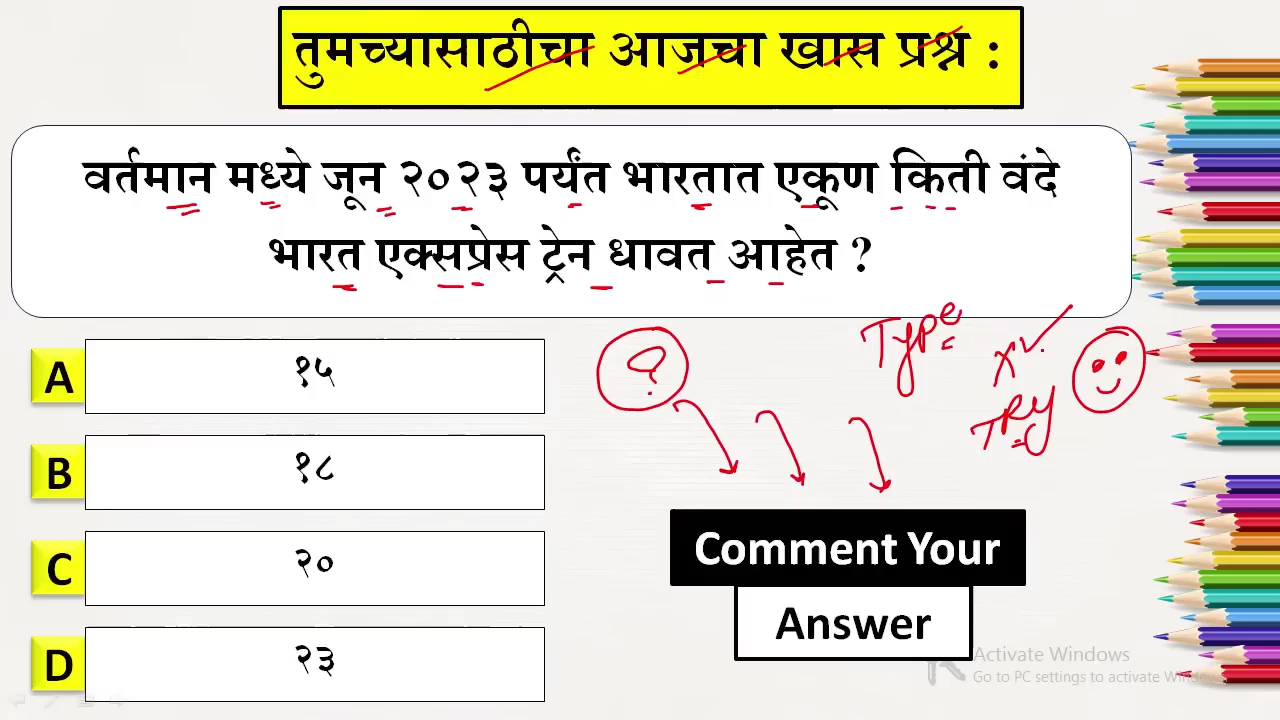 तुमच्यासाठीचा आजचा खास प्रश्न :
वर्तमान मध्ये जून २०२३ पर्यंत भारतात एकूण किती वंदे
भारत एक्सप्रेस ट्रेन धावत आहेत ?
A १५
B १८
C २०
D २३
?
Type
TRY
Comment Your
Answer
Activate Windows
Go to PC settings to activate Windows.